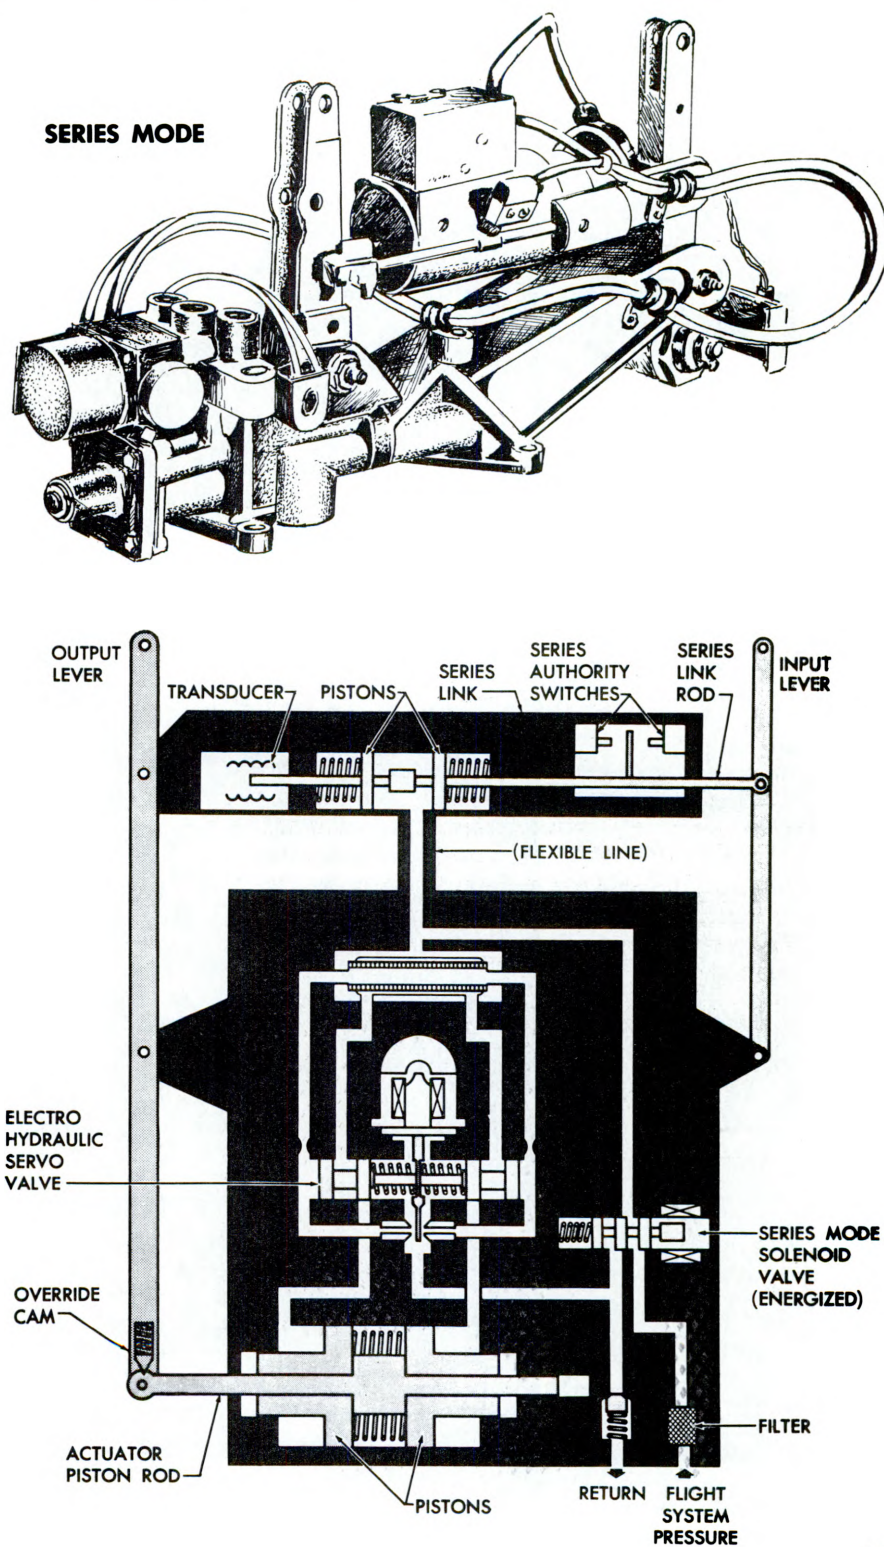 SERIES MODE
OUTPUT
LEVER
TRANSDUCER
PISTONS
SERIES
LINK
SERIES
AUTHORITY
SWITCHES
SERIES
LINK
ROD
INPUT
LEVER
(FLEXIBLE LINE)
ELECTRO
HYDRAULIC
SERVO
VALVE
SERIES MODE
SOLENOID
VALVE
(ENERGIZED)
OVERRIDE
CAM
FILTER
ACTUATOR
PISTON ROD
PISTONS
RETURN
FLIGHT
SYSTEM
PRESSURE